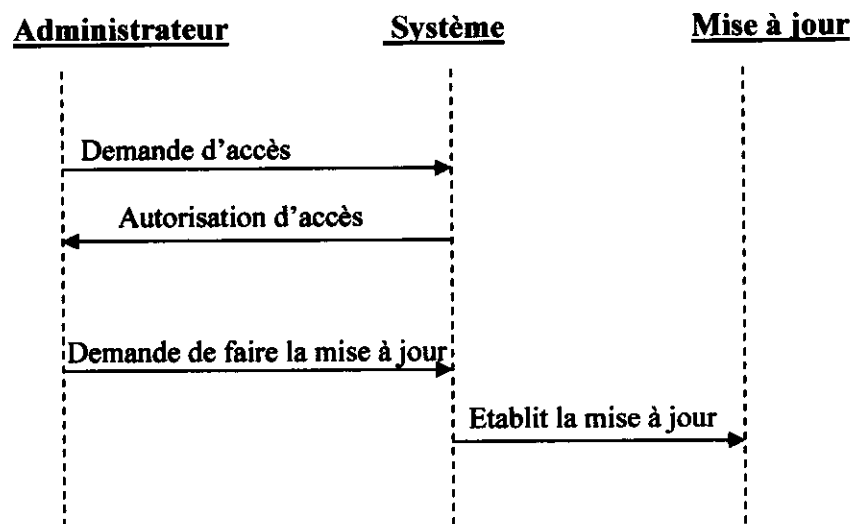 Administrateur Système Mise à jour
Demande d'accès
Autorisation d'accès
Demande de faire la mise à jour
Etablit la mise à jour